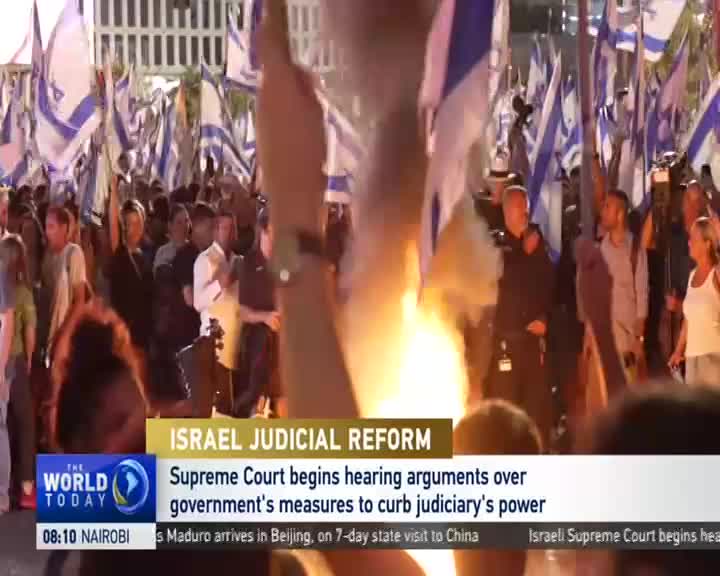 ISRAEL JUDICIAL REFORM
Supreme Court begins hearing arguments over
government's measures to curb judiciary's power
THE
WORLD
TODAY
08:10 NAIROBI
s Maduro arrives in Beijing, on 7-day state visit to China Israeli Supreme Court begins hea